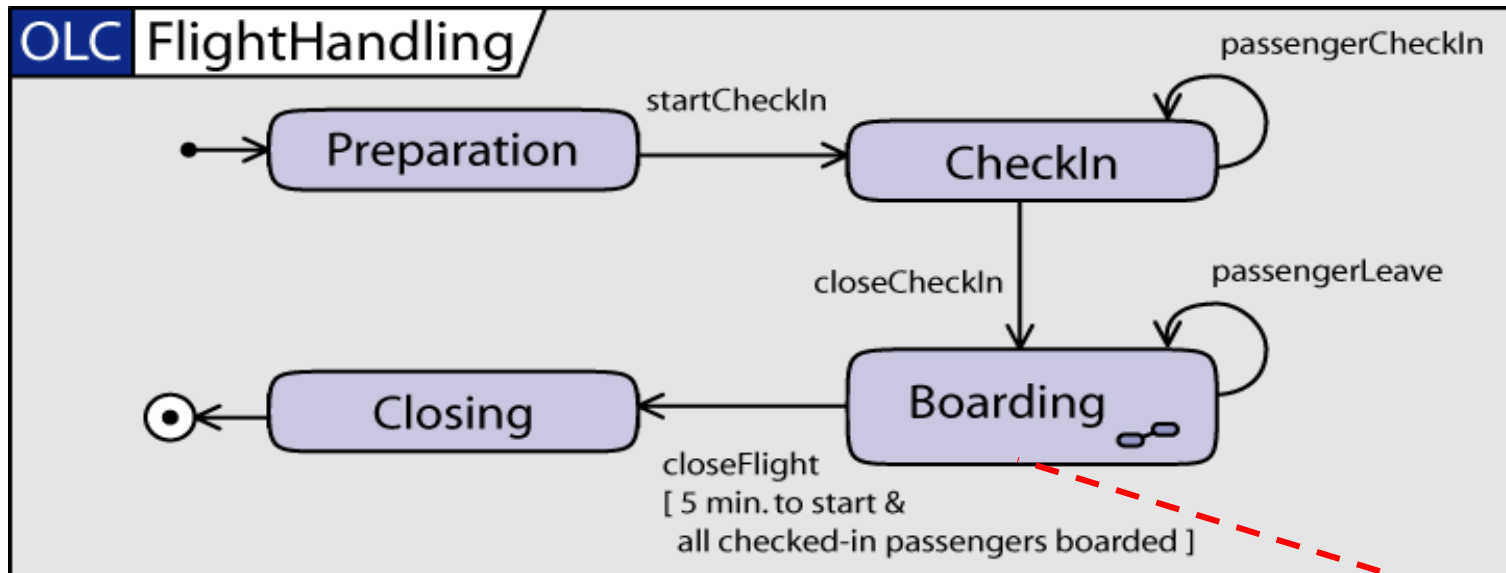 OLC FlightHandling
passengerCheckIn
startCheckIn
Preparation
CheckIn
closeCheckIn
passengerLeave
Closing
Boarding
closeFlight
[ 5 min. to start &
all checked-in passengers boarded ]